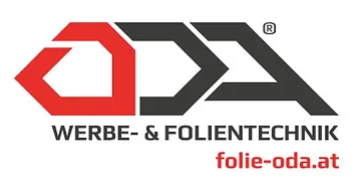 ODA®
WERBE- & FOLIENTECHNIK
folie-oda.at